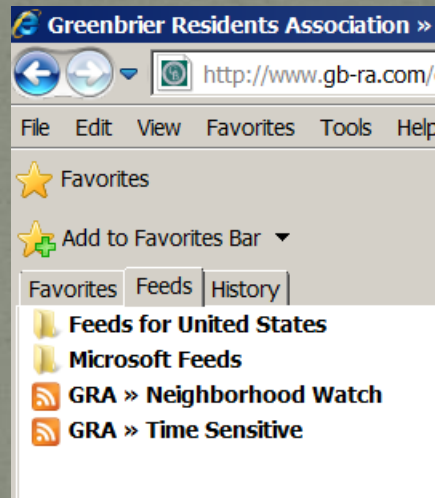 Greenbrier Residents Association »
http://www.gb-ra.com/
File Edit View Favorites Tools Help
Favorites
Add to Favorites Bar
Favorites Feeds History
Feeds for United States
Microsoft Feeds
GRA » Neighborhood Watch
GRA » Time Sensitive